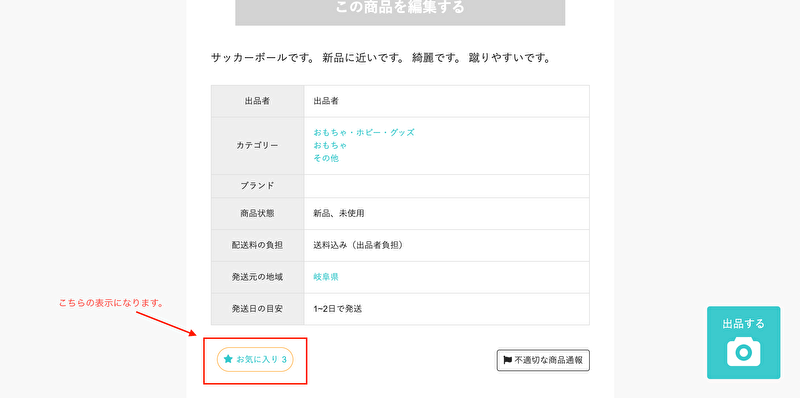 この商品を編集する
サッカーボールです。 新品に近いです。 綺麗です。 蹴りやすいです。
出品者 出品者
カテゴリー おもちゃ・ホビー・グッズ
おもちゃ
その他
ブランド
商品状態 新品、未使用
配送料の負担 送料込み（出品者負担）
発送元の地域 岐阜県
発送日の目安 1~2日で発送
こちらの表示になります。
お気に入り 3
不適切な商品通報
出品する